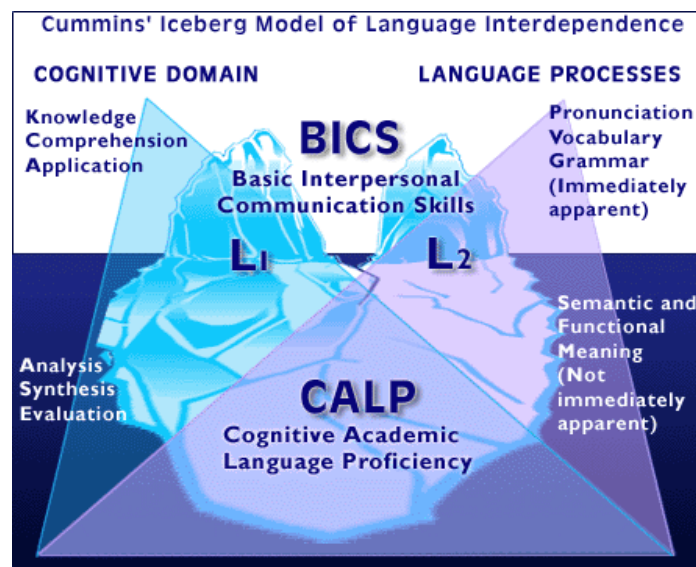 Cummins' Iceberg Model of Language Interdependence
COGNITIVE DOMAIN
LANGUAGE PROCESSES
Knowledge
Comprehension
Application
BICS
Basic Interpersonal
Communication Skills
Pronunciation
Vocabulary
Grammar
(Immediately
apparent)
L1
L2
Analysis
Synthesis
Evaluation
CALP
Cognitive Academic
Language Proficiency
Semantic and
Functional
Meaning
(Not
immediately
apparent)